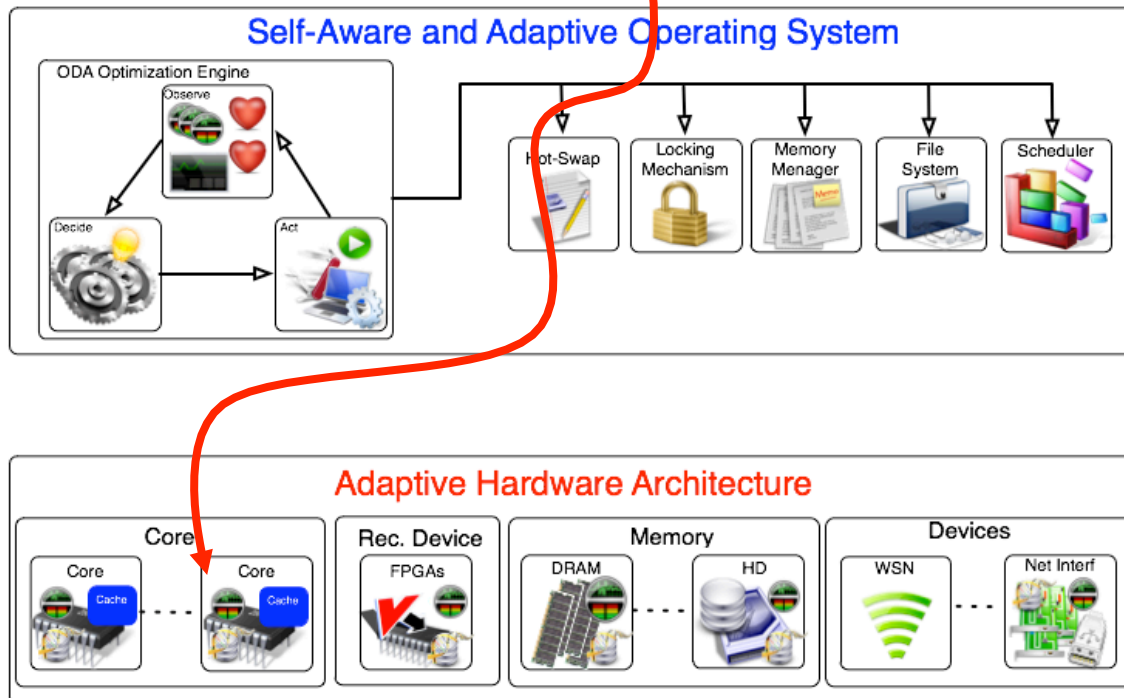 Self-Aware and Adaptive Operating System
ODA Optimization Engine
Observe
Decide
Act
Hot-Swap
Locking
Mechanism
Memory
Menager
Memo
File
System
Scheduler
Adaptive Hardware Architecture
Core
Core
Cache
Core
Cache
Rec. Device
FPGAs
Memory
DRAM
HD
Devices
WSN
Net Interf